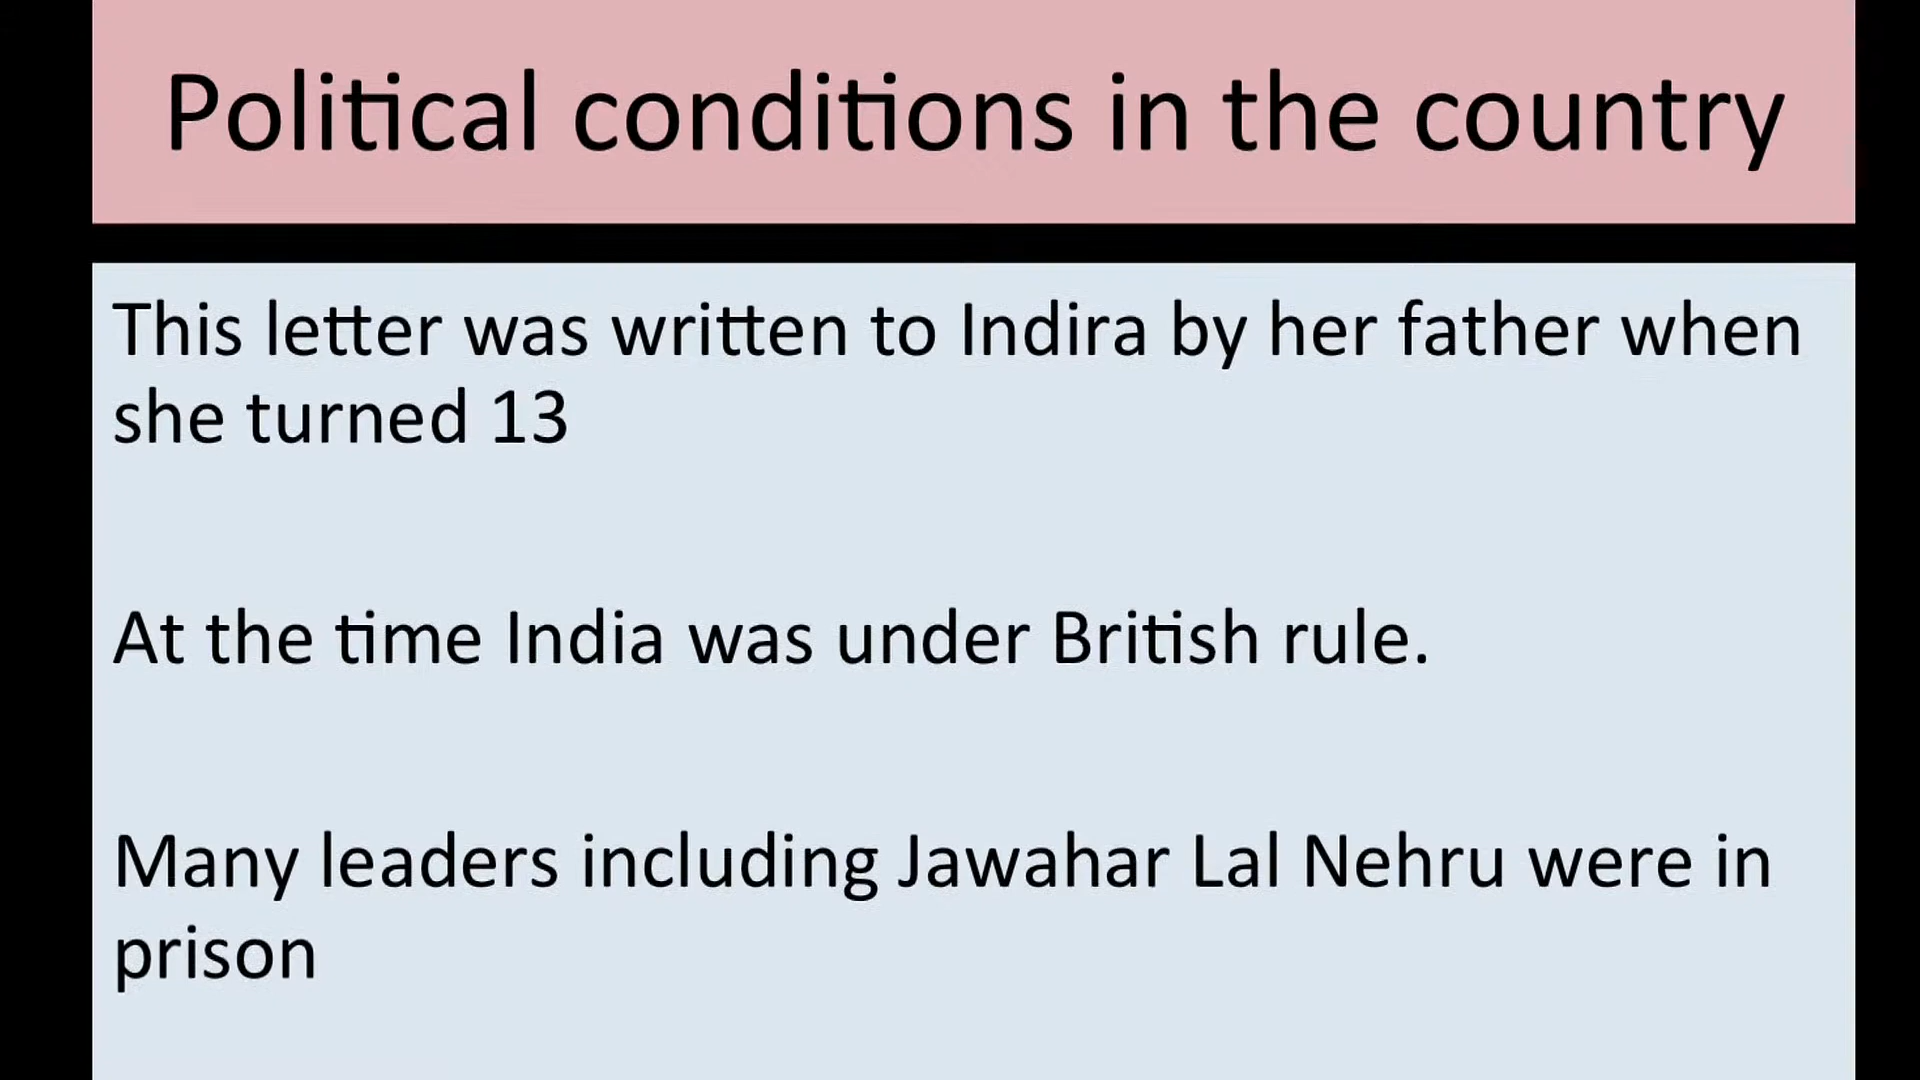 Political conditions in the country
This letter was written to Indira by her father when
she turned 13
At the time India was under British rule.
Many leaders including Jawahar Lal Nehru were in
prison